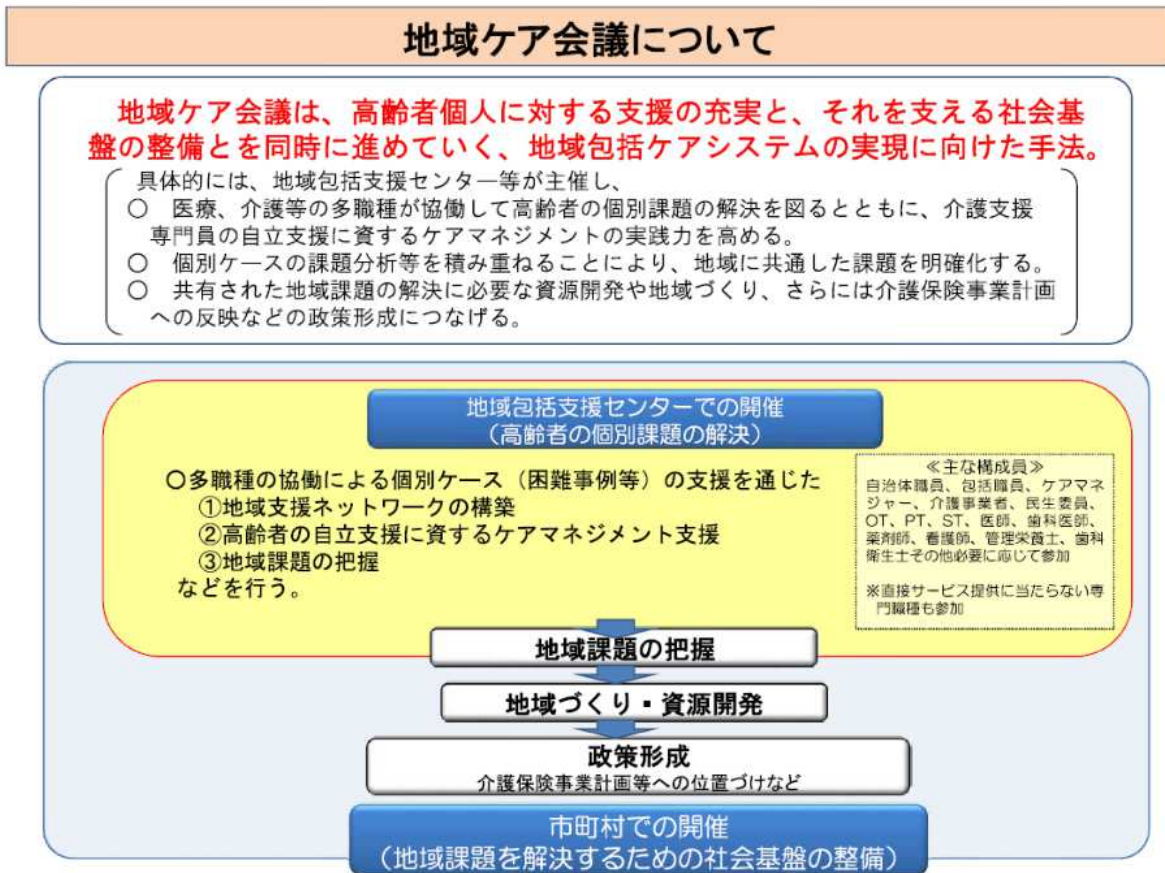 地域ケア会議について
地域ケア会議は、高齢者個人に対する支援の充実と、それを支える社会基
盤の整備とを同時に進めていく、地域包括ケアシステムの実現に向けた手法。
具体的には、地域包括支援センター等が主催し、
○ 医療、介護等の多職種が協働して高齢者の個別課題の解決を図るとともに、介護支援
専門員の自立支援に資するケアマネジメントの実践力を高める。
○ 個別ケースの課題分析等を積み重ねることにより、地域に共通した課題を明確化する。
○ 共有された地域課題の解決に必要な資源開発や地域づくり、さらには介護保険事業計画
への反映などの政策形成につなげる。
地域包括支援センターでの開催
(高齢者の個別課題の解決)
○多職種の協働による個別ケース(困難事例等)の支援を通じた
①地域支援ネットワークの構築
②高齢者の自立支援に資するケアマネジメント支援
③地域課題の把握
などを行う。
≪主な構成員≫
自治体職員、包括職員、ケアマネ
ジャー、介護事業者、民生委員、
OT、PT、ST、医師、歯科医師、
薬剤師、看護師、管理栄養士、歯科
衛生士その他必要に応じて参加
※直接サービス提供に当たらない専
門職種も参加
地域課題の把握
地域づくり・資源開発
政策形成
介護保険事業計画等への位置づけなど
市町村での開催
(地域課題を解決するための社会基盤の整備)